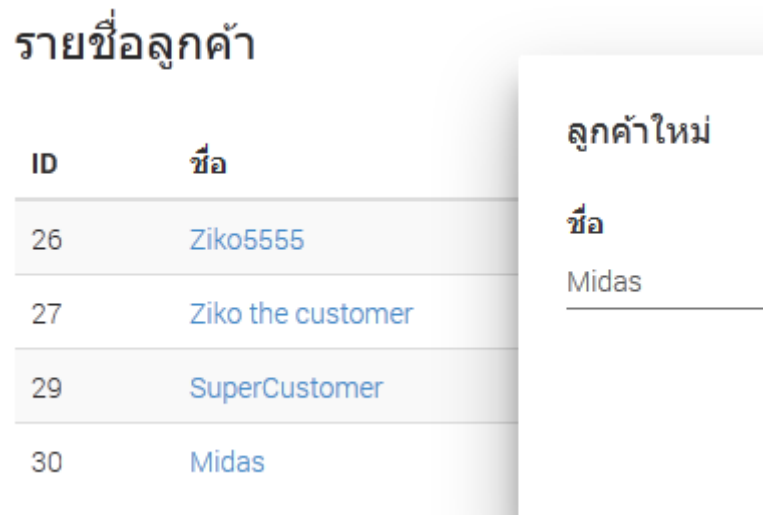 รายชื่อลูกค้า
ID ชื่อ
26 Ziko5555
27 Ziko the customer
29 SuperCustomer
30 Midas
ลูกค้าใหม่
ชื่อ
Midas